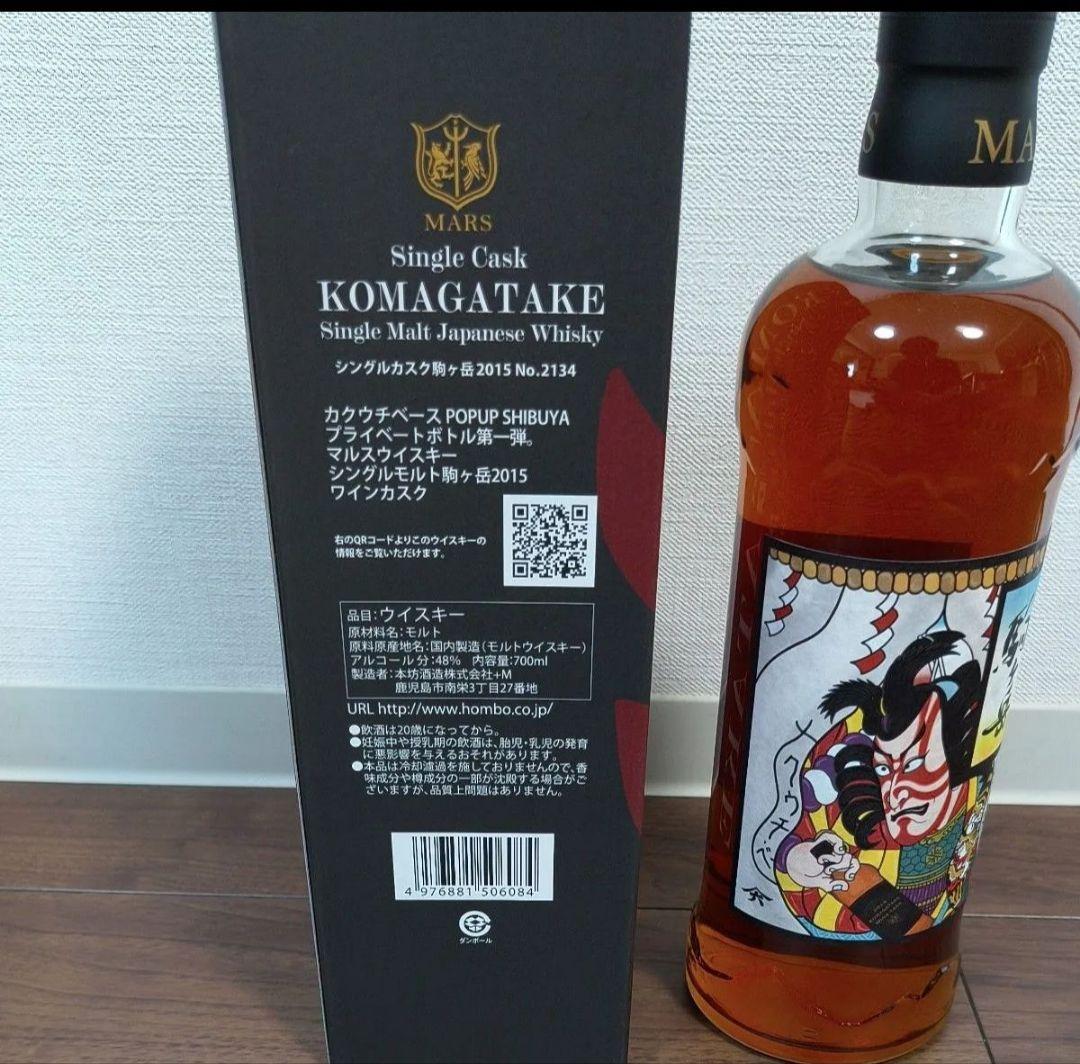 MARS
Single Cask
KOMAGATAKE
Single Malt Japanese Whisky
シングルカスク駒ヶ岳2015 No.2134
カクウチベース POPUP SHIBUYA
プライベートボトル第一弾。
マルスウイスキー
シングルモルト駒ヶ岳2015
ワインカスク
右のQRコードよりこのウイスキーの
情報をご覧いただけます。
品目:ウイスキー
原材料名:モルト
原料原産地名:国内製造(モルトウイスキー)
アルコール分:48% 内容量:700ml
製造者:本坊酒造株式会社+M
鹿児島市南栄3丁目27番地
URL http://www.hombo.co.jp/
●飲酒は20歳になってから。
●妊娠中や授乳期の飲酒は、胎児・乳児の発育
に悪影響を与えるおそれがあります。
●本品は冷却濾過を施しておりませんので、香
味成分や樽成分の一部が沈殿する場合がご
ざいますが、品質上問題はありません。
4 976881 506084
ダンボール
MA